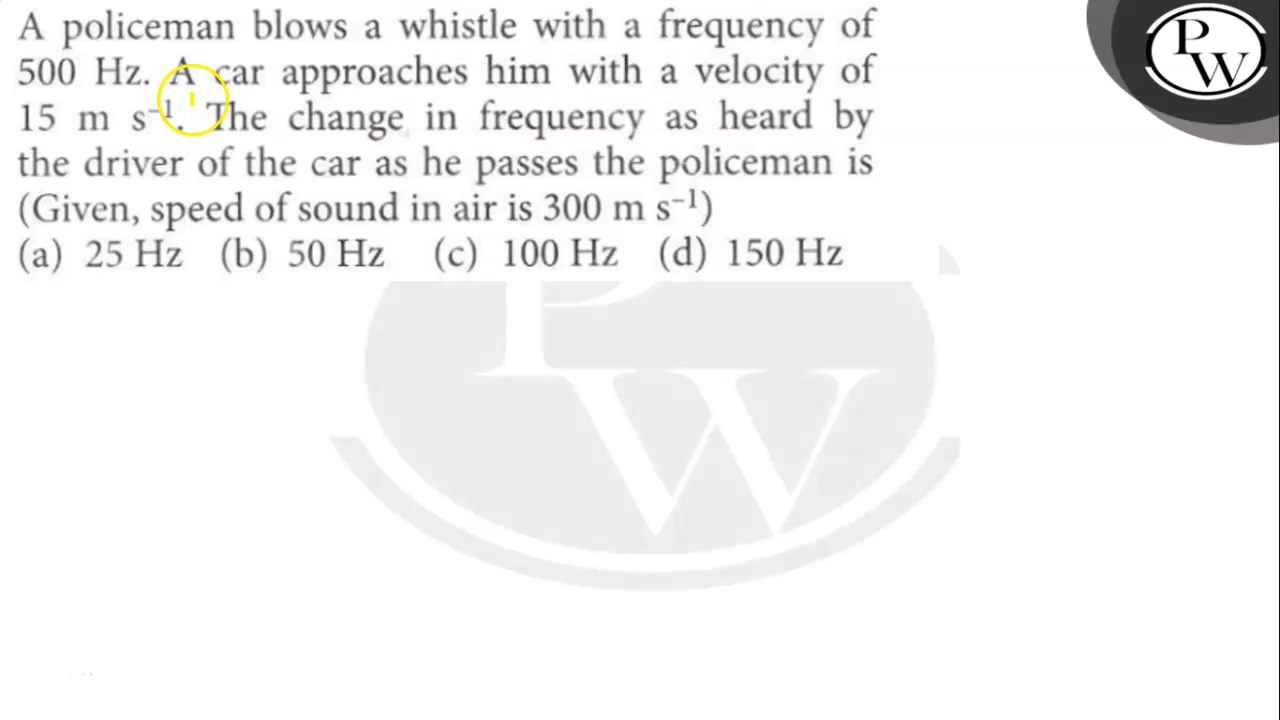 A policeman blows a whistle with a frequency of
500 Hz. A car approaches him with a velocity of
15 m s⁻¹. The change in frequency as heard by
the driver of the car as he passes the policeman is
(Given, speed of sound in air is 300 m s⁻¹)
(a) 25 Hz (b) 50 Hz (c) 100 Hz (d) 150 Hz
PW
PW